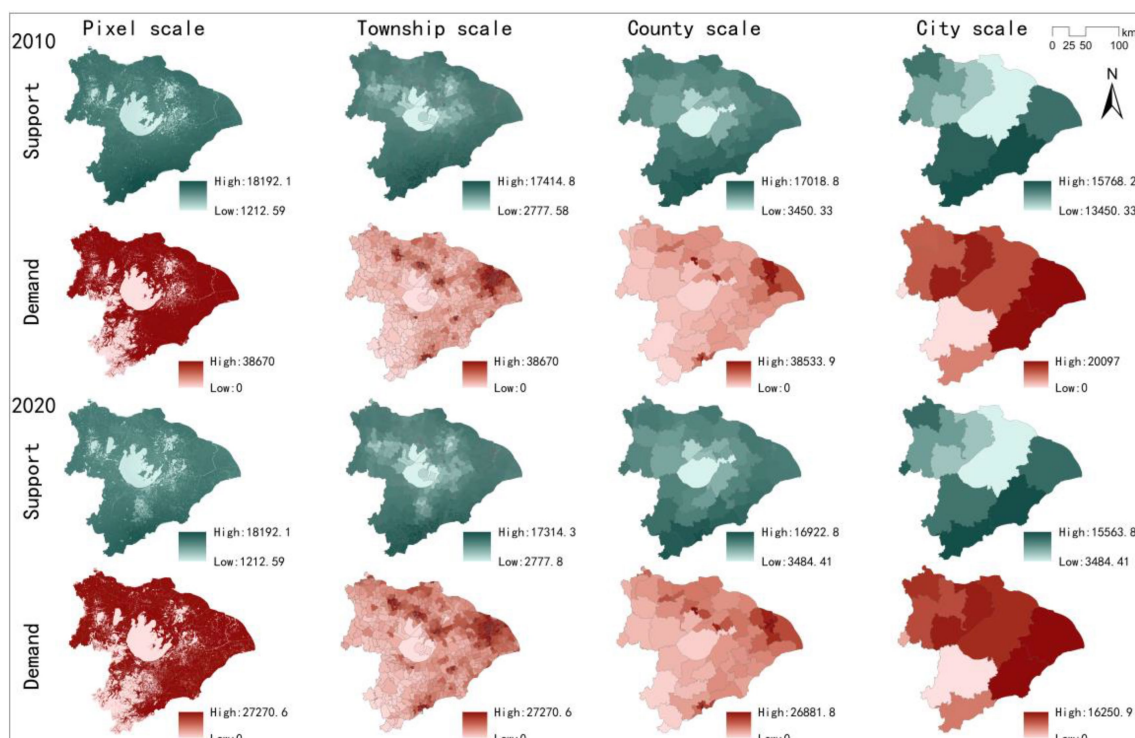 Pixel scale Township scale County scale City scale
0 25 50 100 km
N
2010
Support
High:18192.1 High:17414.8 High:17018.8 High:15768.2
Low:1212.59 Low:2777.58 Low:3450.33 Low:13450.33
Demand
High:38670 High:38670 High:38533.9 High:20097
Low:0 Low:0 Low:0 Low:0
2020
Support
High:18192.1 High:17314.3 High:16922.8 High:15563.8
Low:1212.59 Low:2777.8 Low:3484.41 Low:3484.41
Demand
High:27270.6 High:27270.6 High:26881.8 High:16250.9